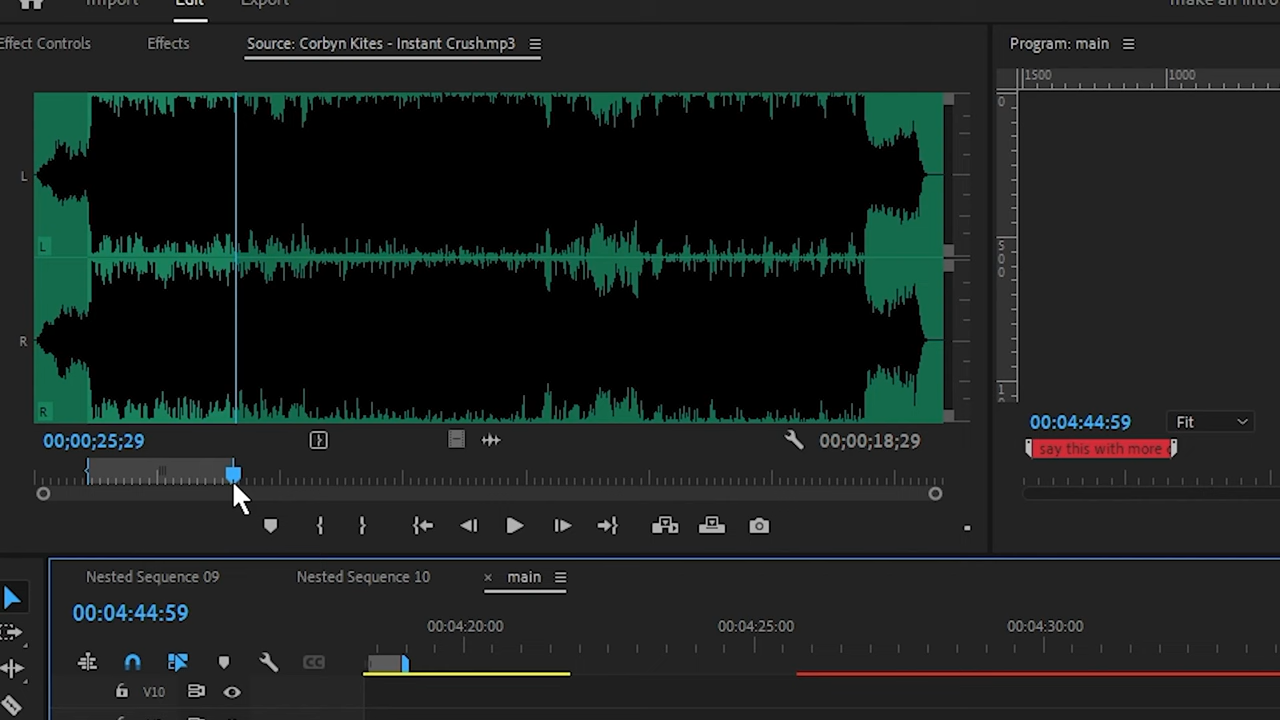 Import Edit Export
make an intro
Effect Controls Effects Source: Corbyn Kites - Instant Crush.mp3
Program: main
1500 1000
0
L
L
5
0
0
R
R
1
00;00;25;29 00;00;18;29
00:04:44:59 Fit
say this with more
Nested Sequence 09 Nested Sequence 10 × main
00:04:44:59
00:04:20:00 00:04:25:00 00:04:30:00
CC
V10